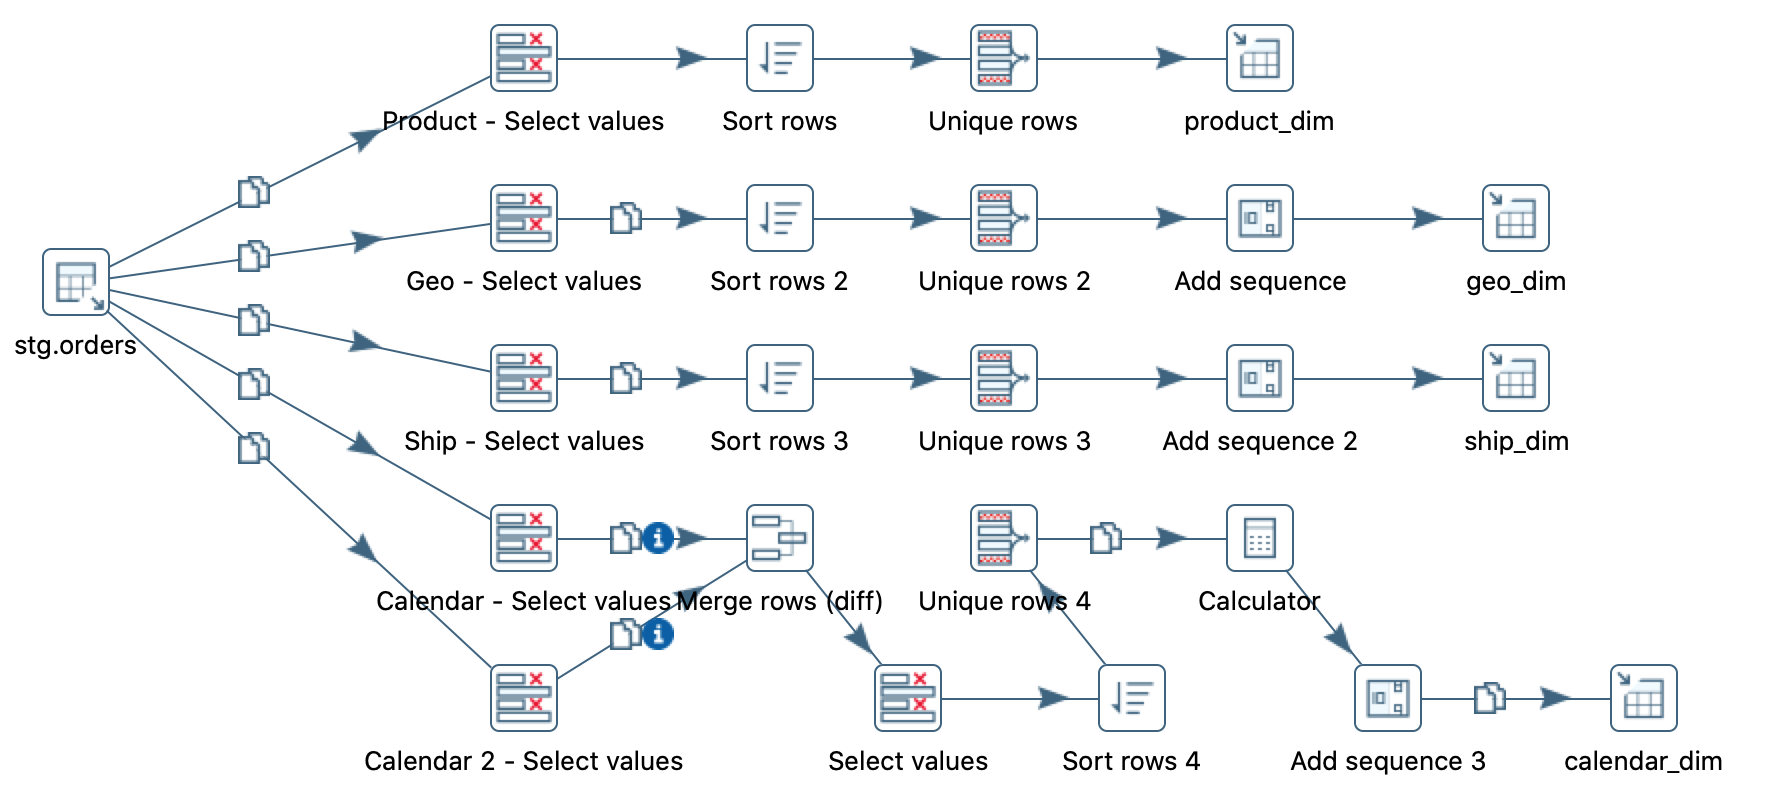 Product - Select values
Sort rows
Unique rows
product_dim
Geo - Select values
Sort rows 2
Unique rows 2
Add sequence
geo_dim
stg.orders
Ship - Select values
Sort rows 3
Unique rows 3
Add sequence 2
ship_dim
Calendar - Select values
Merge rows (diff)
Unique rows 4
Calculator
Calendar 2 - Select values
Select values
Sort rows 4
Add sequence 3
calendar_dim